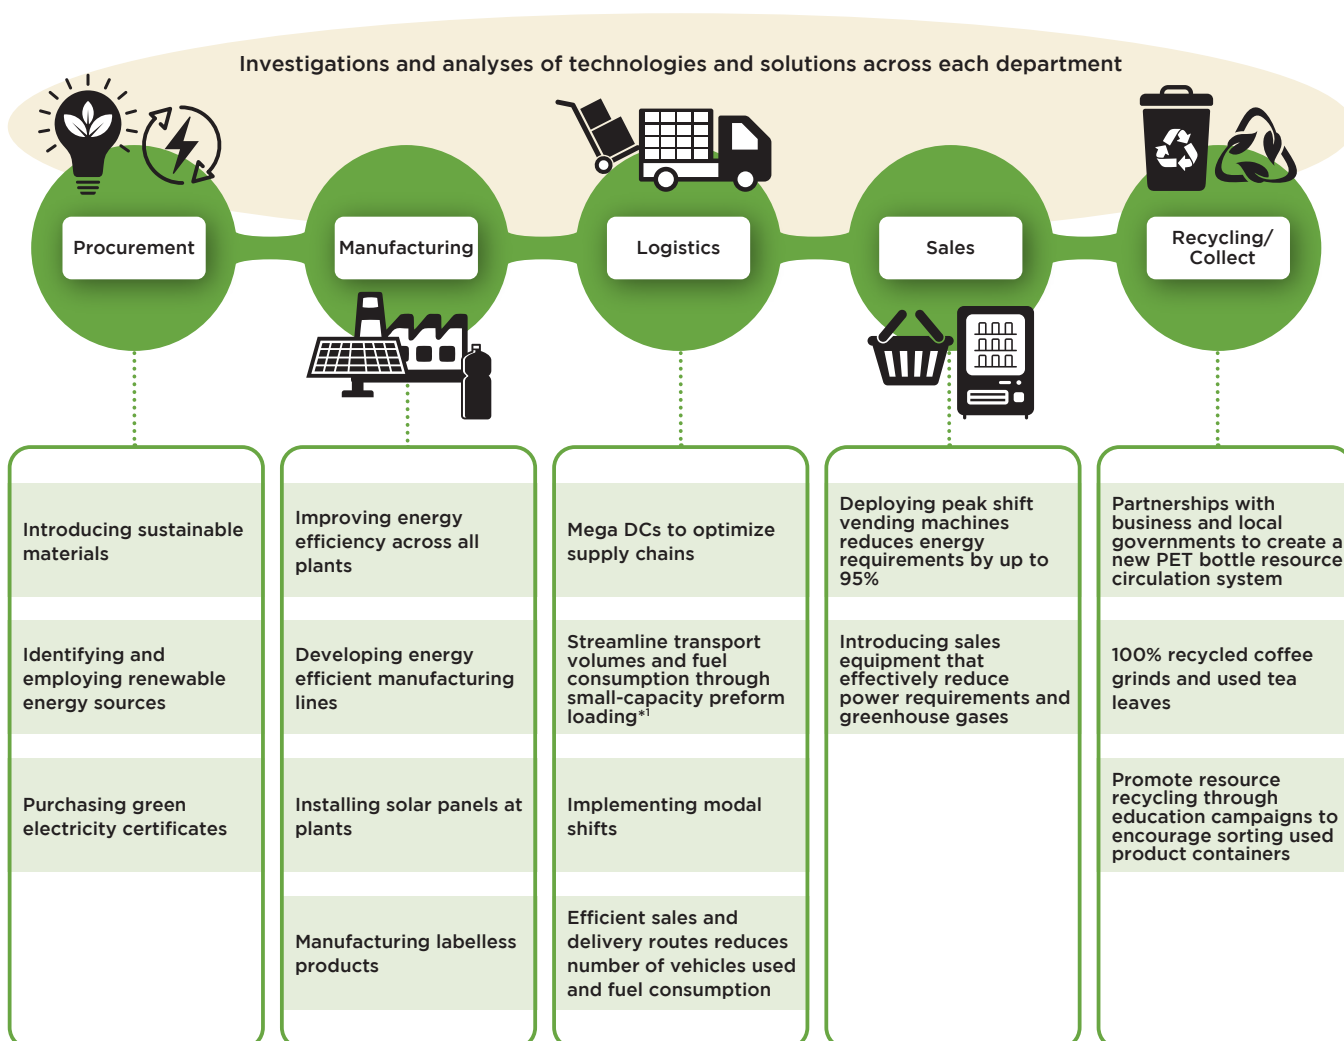 Investigations and analyses of technologies and solutions across each department
Procurement
Manufacturing
Logistics
Sales
Recycling/
Collect
Introducing sustainable
materials
Identifying and
employing renewable
energy sources
Purchasing green
electricity certificates
Improving energy
efficiency across all
plants
Developing energy
efficient manufacturing
lines
Installing solar panels at
plants
Manufacturing labelless
products
Mega DCs to optimize
supply chains
Streamline transport
volumes and fuel
consumption through
small-capacity preform
loading*1
Implementing modal
shifts
Efficient sales and
delivery routes reduces
number of vehicles used
and fuel consumption
Deploying peak shift
vending machines
reduces energy
requirements by up to
95%
Introducing sales
equipment that
effectively reduce
power requirements and
greenhouse gases
Partnerships with
business and local
governments to create a
new PET bottle resource
circulation system
100% recycled coffee
grinds and used tea
leaves
Promote resource
recycling through
education campaigns to
encourage sorting used
product containers